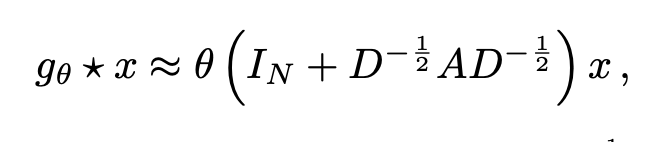 g_θ ⋆ x ≈ θ (I_N + D^{-1/2} A D^{-1/2}) x ,